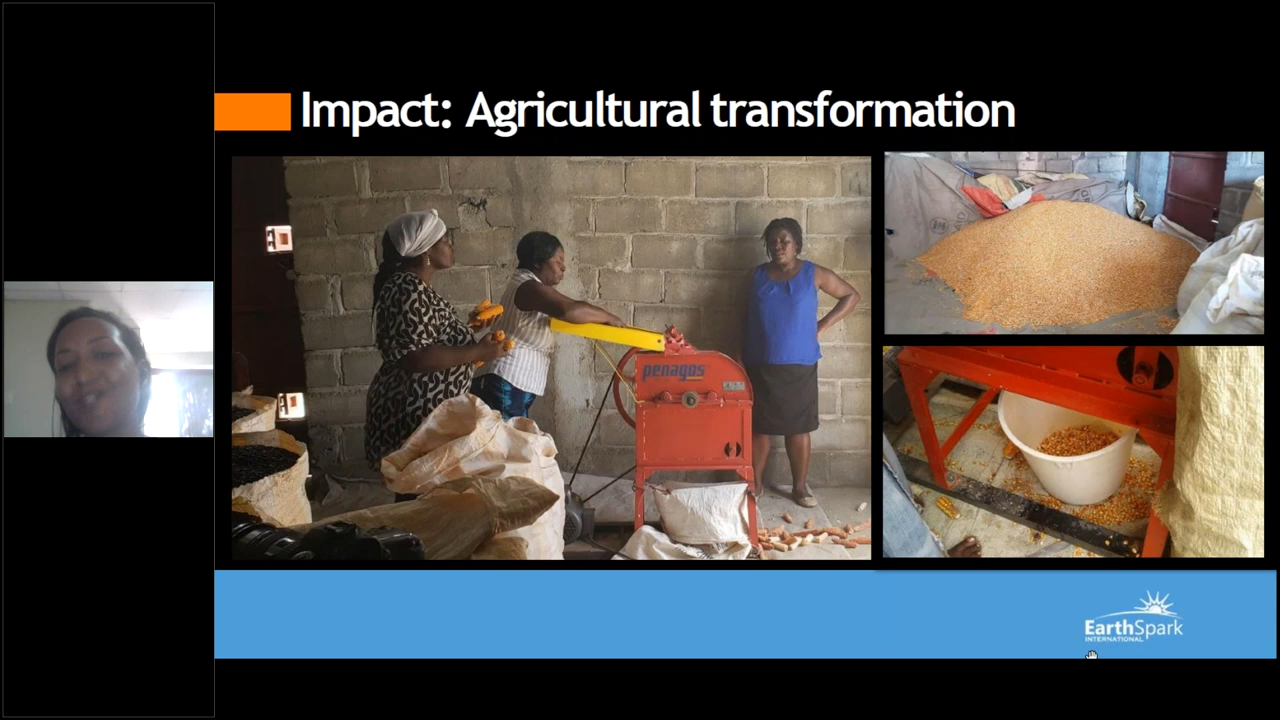 Impact: Agricultural transformation
penagos
EarthSpark
INTERNATIONAL